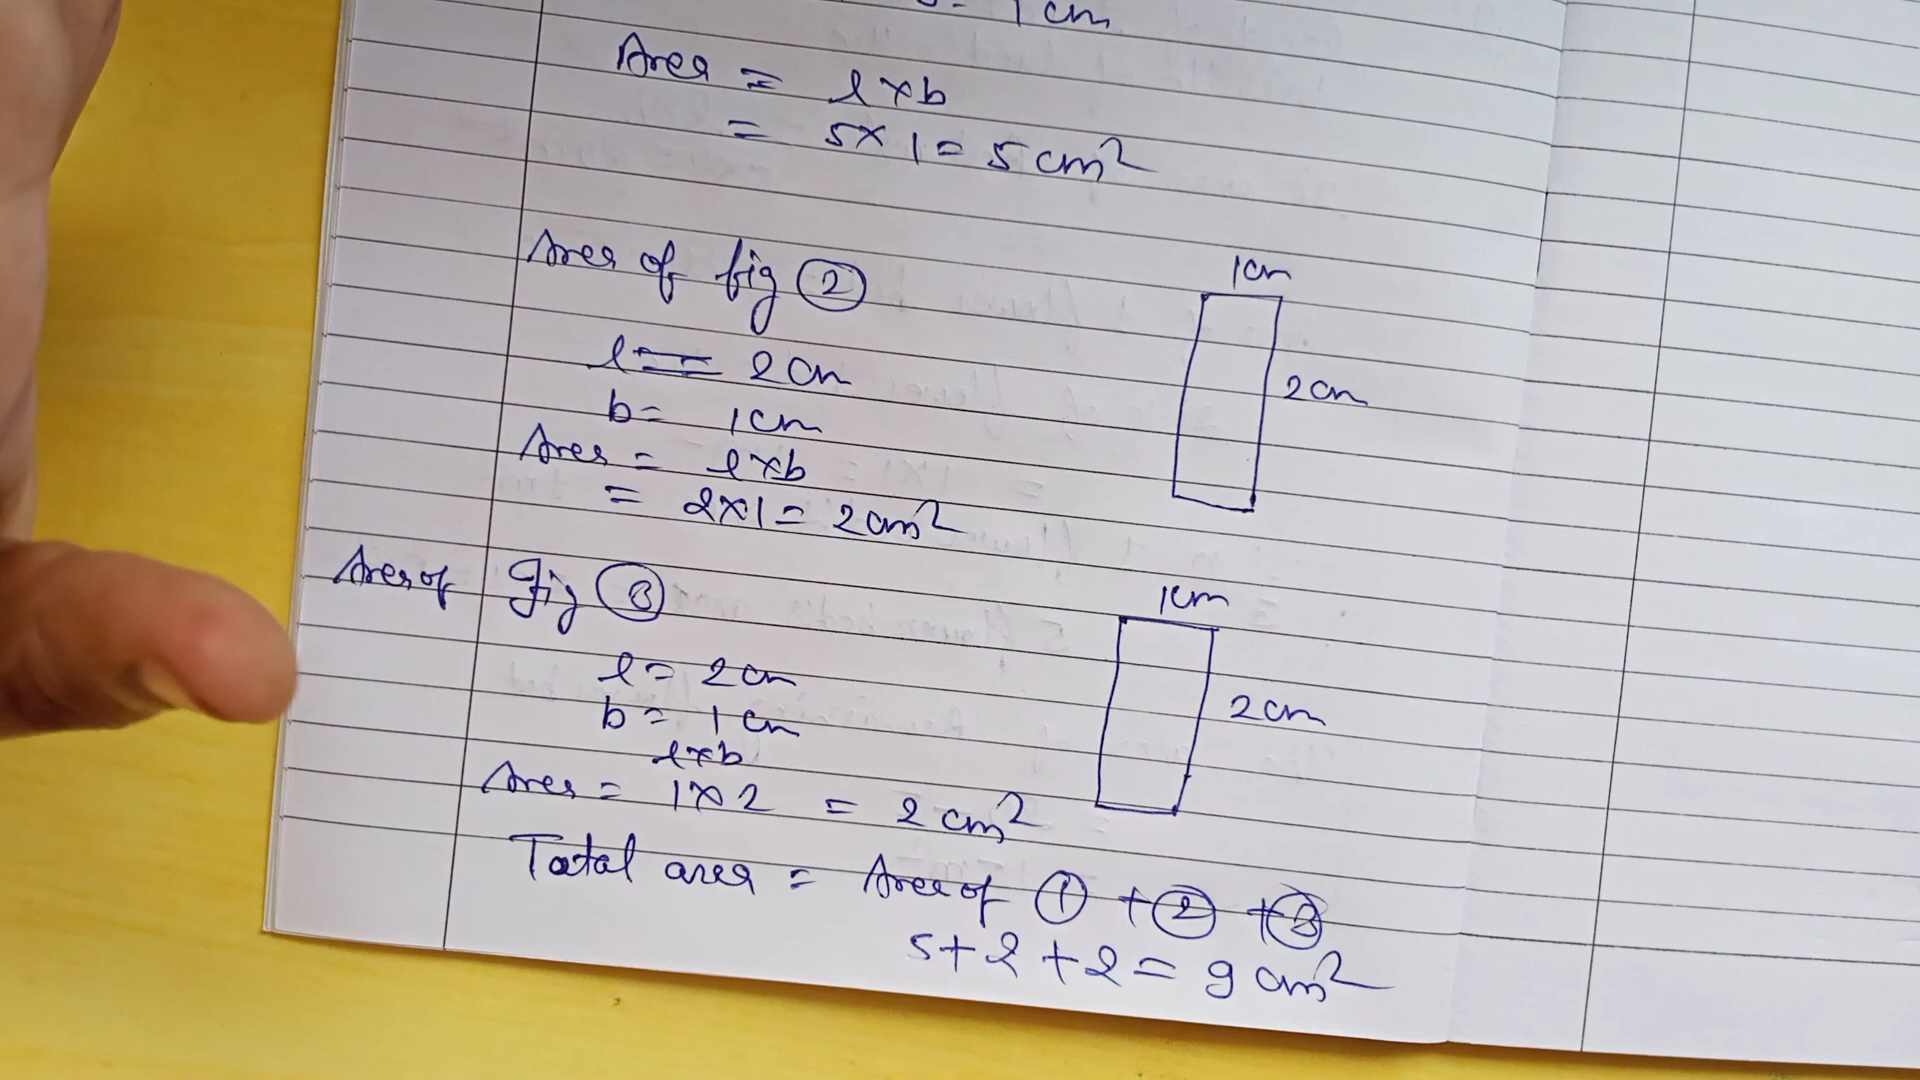 1 cm
Area = l×b
= 5×1 = 5 cm²
Area of fig ②
1cm
l = 2cm
2cm
b = 1cm
Area = l×b
= 2×1 = 2cm²
Area of Fig ③
1cm
l = 2cm
2cm
b = 1cm
l×b
Area = 1×2 = 2cm²
Total area = Area of ① + ② + ③
5+2+2 = 9 cm²